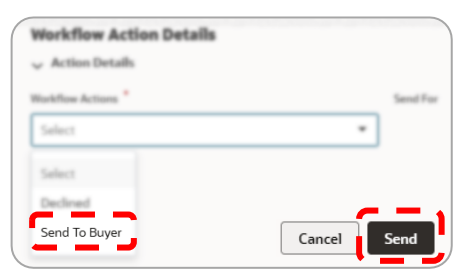 Workflow Action Details
Action Details
Workflow Actions *
Send For
Select
Select
Declined
Send To Buyer
Cancel
Send